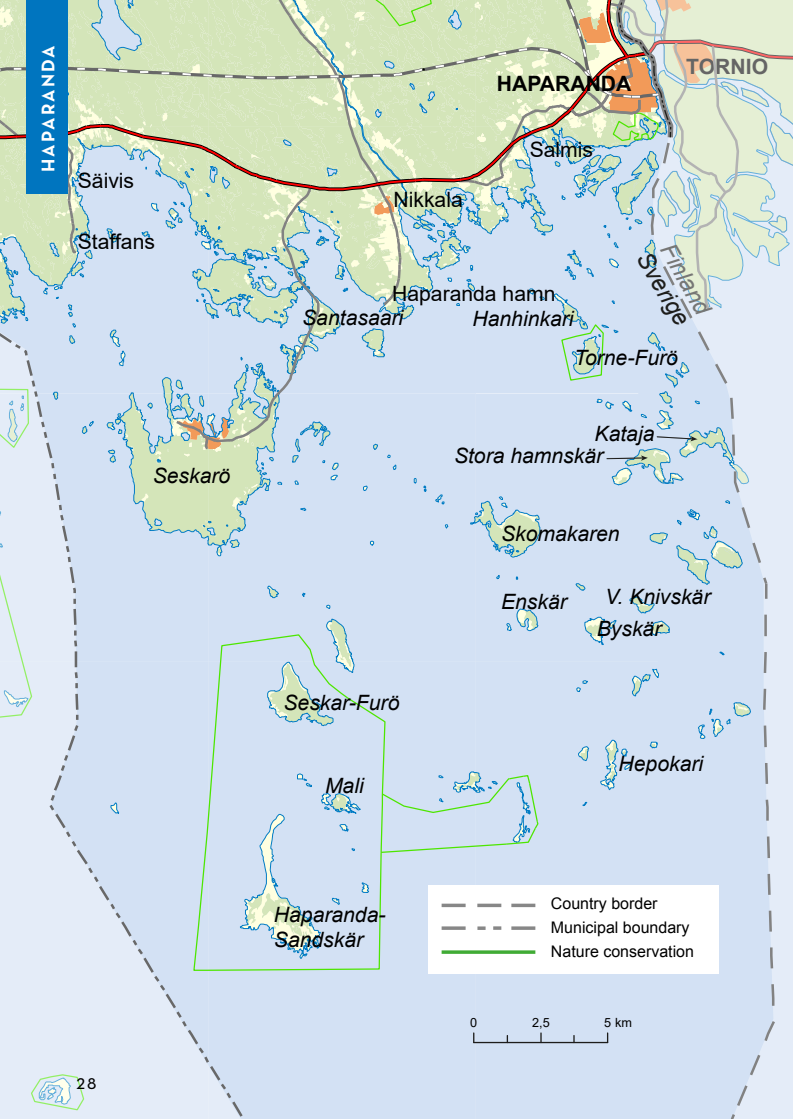 HAPARANDA
HAPARANDA
TORNIO
Salmis
Säivis
Nikkala
Staffans
Finland
Sverige
Haparanda hamn
Santasaari
Hanhinkari
Torne-Furö
Kataja
Stora hamnskär
Seskarö
Skomakaren
Enskär
V. Knivskär
Byskär
Seskar-Furö
Hepokari
Mali
Haparanda-
Sandskär
Country border
Municipal boundary
Nature conservation
0 2,5 5 km
28